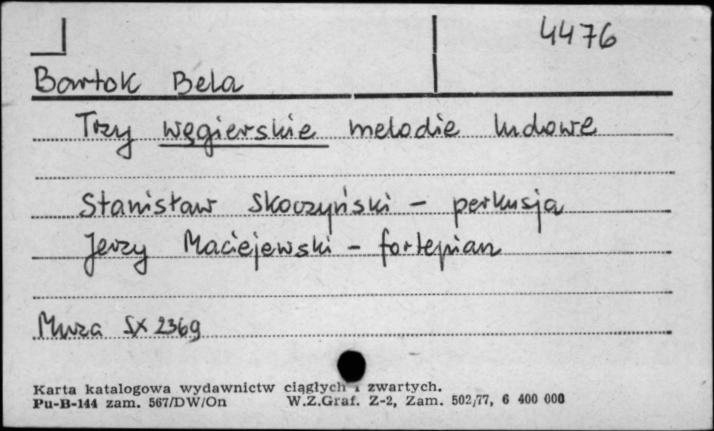 4476
Bartok Bela
Trzy węgierskie melodie ludowe
Stanisław Skoczyński - perkusja
Jerzy Maciejewski - fortepian
Muza SX 2369
Karta katalogowa wydawnictw ciągłych i zwartych.
Pu-B-144 zam. 567/DW/On W.Z.Graf. Z-2, Zam. 502/77, 6 400 000